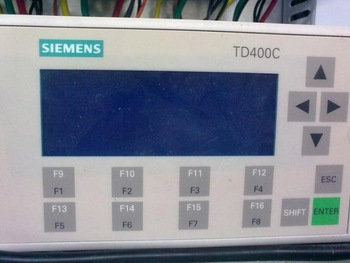 SIEMENS TD400C
F9 F10 F11 F12
F1 F2 F3 F4 ESC
F13 F14 F15 F16
F5 F6 F7 F8 SHIFT ENTER